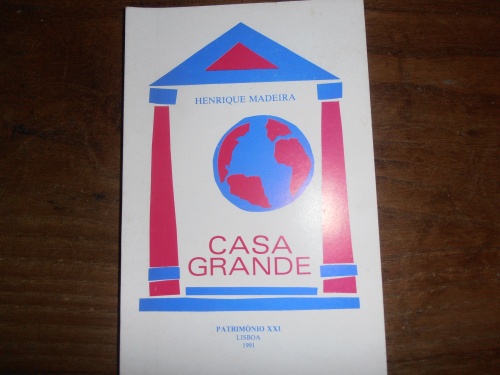 HENRIQUE MADEIRA
CASA
GRANDE
PATRIMÓNIO XXI
LISBOA
1991